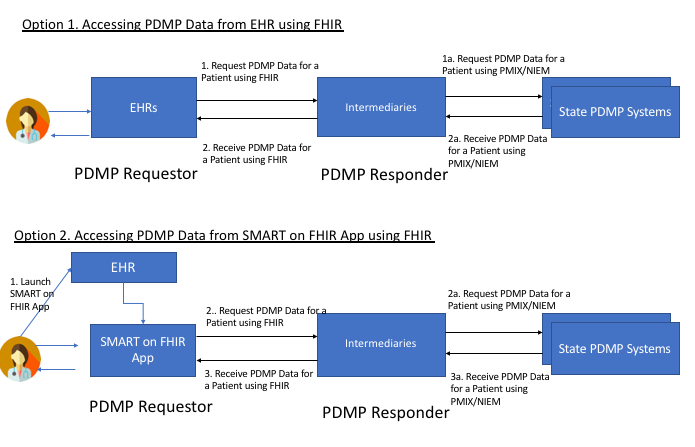 Option 1. Accessing PDMP Data from EHR using FHIR
1. Request PDMP Data for a
Patient using FHIR
1a. Request PDMP Data for a
Patient using PMIX/NIEM
EHRs
Intermediaries
State PDMP Systems
2. Receive PDMP Data for
a Patient using FHIR
2a. Receive PDMP Data
for a Patient using
PMIX/NIEM
PDMP Requestor
PDMP Responder
Option 2. Accessing PDMP Data from SMART on FHIR App using FHIR
EHR
1. Launch
SMART on
FHIR App
2.. Request PDMP Data for a
Patient using FHIR
2a. Request PDMP Data for a
Patient using PMIX/NIEM
SMART on FHIR
App
Intermediaries
State PDMP Systems
3. Receive PDMP Data for
a Patient using FHIR
3a. Receive PDMP Data
for a Patient using
PMIX/NIEM
PDMP Requestor
PDMP Responder